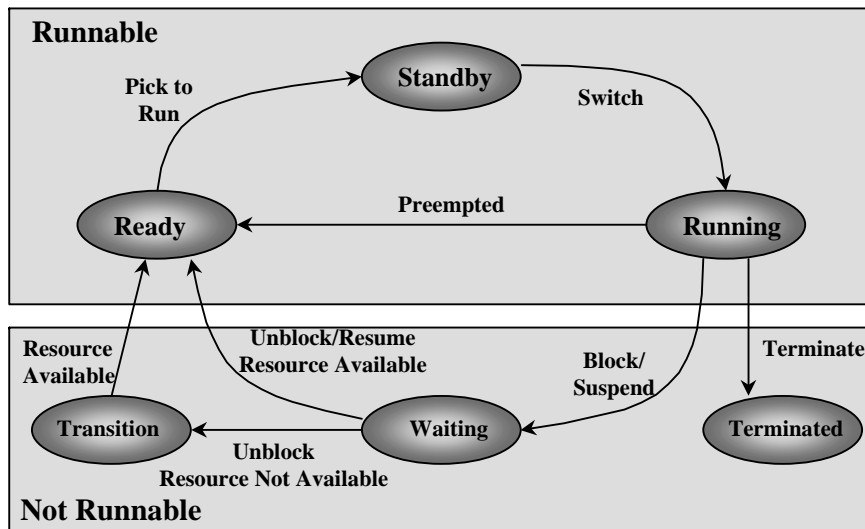 Runnable
Standby
Pick to
Run
Switch
Ready
Preempted
Running
Resource
Available
Unblock/Resume
Resource Available
Block/
Suspend
Terminate
Transition
Waiting
Terminated
Unblock
Resource Not Available
Not Runnable